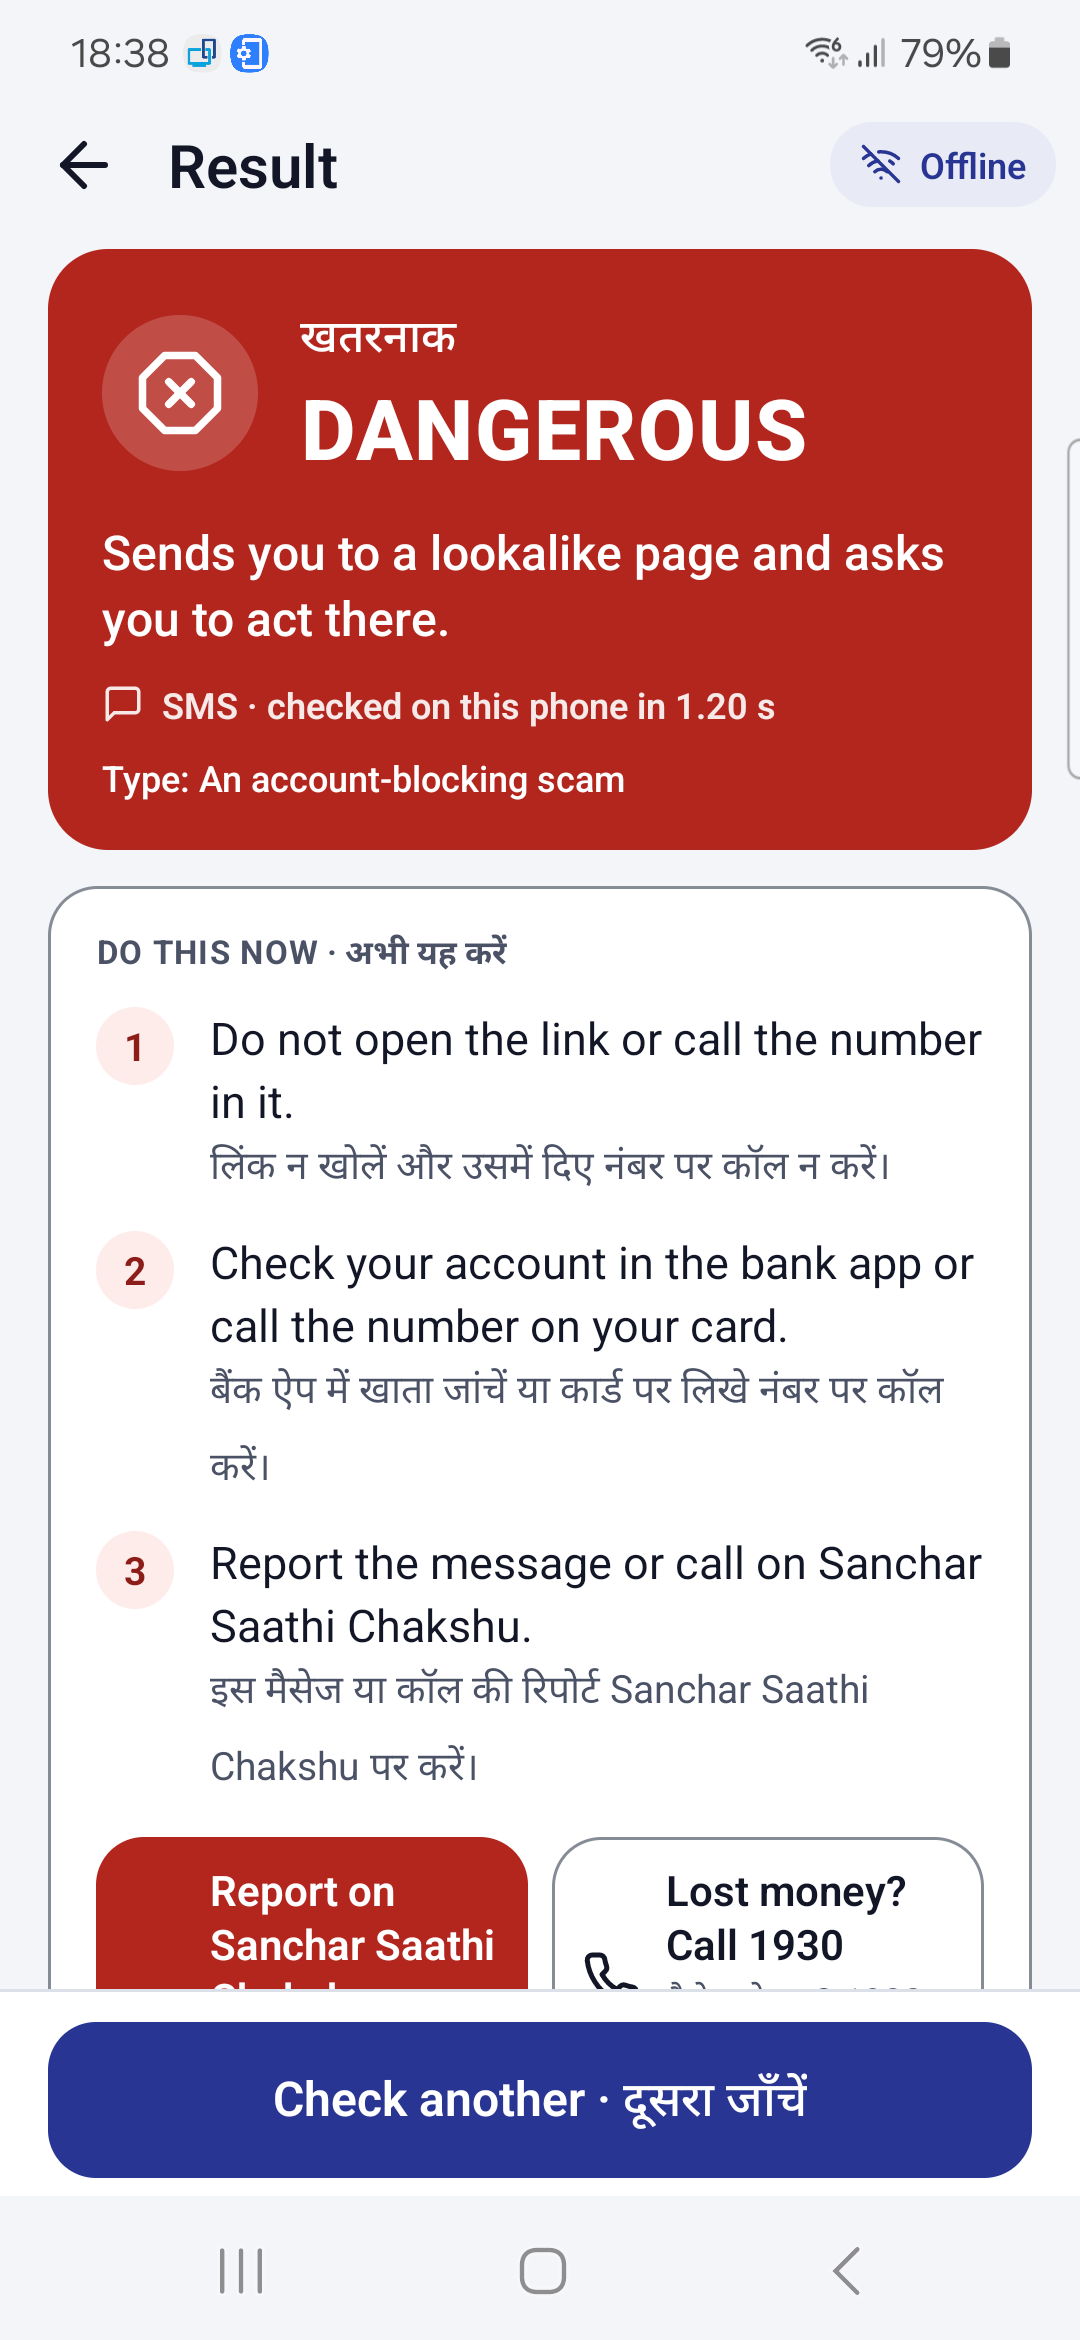 18:38
79%
Result
Offline
खतरनाक
DANGEROUS
Sends you to a lookalike page and asks
you to act there.
SMS · checked on this phone in 1.20 s
Type: An account-blocking scam
DO THIS NOW · अभी यह करें
1
Do not open the link or call the number
in it.
लिंक न खोलें और उसमें दिए नंबर पर कॉल न करें।
2
Check your account in the bank app or
call the number on your card.
बैंक ऐप में खाता जांचें या कार्ड पर लिखे नंबर पर कॉल
करें।
3
Report the message or call on Sanchar
Saathi Chakshu.
इस मैसेज या कॉल की रिपोर्ट Sanchar Saathi
Chakshu पर करें।
Report on
Sanchar Saathi
Lost money?
Call 1930
Check another · दूसरा जाँचें